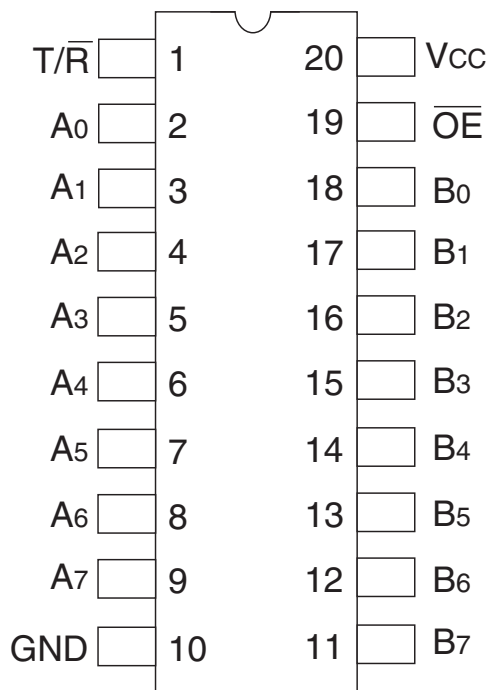 T/R̅ 1 20 VCC
A0 2 19 O̅E̅
A1 3 18 B0
A2 4 17 B1
A3 5 16 B2
A4 6 15 B3
A5 7 14 B4
A6 8 13 B5
A7 9 12 B6
GND 10 11 B7